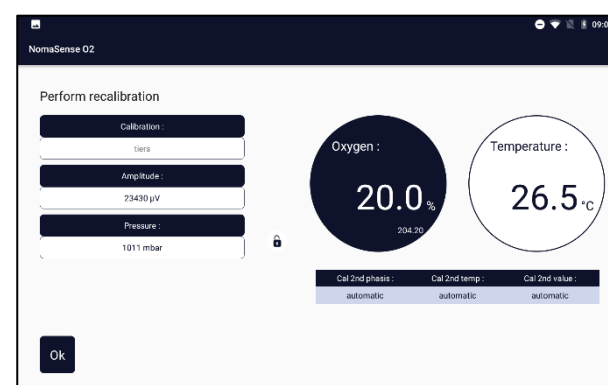 09:0
NomaSense O2
Perform recalibration
Calibration :
tiers
Amplitude :
23430 µV
Pressure :
1011 mbar
Oxygen :
20.0 %
204.20
Temperature :
26.5 °C
Cal 2nd phasis : Cal 2nd temp : Cal 2nd value :
automatic automatic automatic
Ok